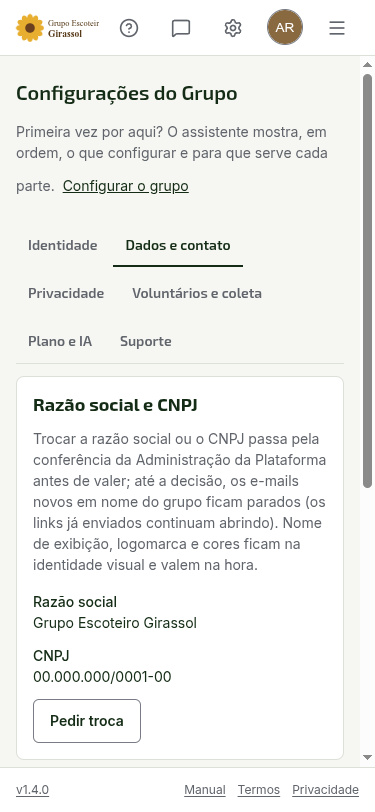 Grupo Escoteiro
Girassol
AR
Configurações do Grupo
Primeira vez por aqui? O assistente mostra, em
ordem, o que configurar e para que serve cada
parte. Configurar o grupo
Identidade Dados e contato
Privacidade Voluntários e coleta
Plano e IA Suporte
Razão social e CNPJ
Trocar a razão social ou o CNPJ passa pela
conferência da Administração da Plataforma
antes de valer; até a decisão, os e-mails
novos em nome do grupo ficam parados (os
links já enviados continuam abrindo). Nome
de exibição, logomarca e cores ficam na
identidade visual e valem na hora.
Razão social
Grupo Escoteiro Girassol
CNPJ
00.000.000/0001-00
Pedir troca
v1.4.0 Manual Termos Privacidade